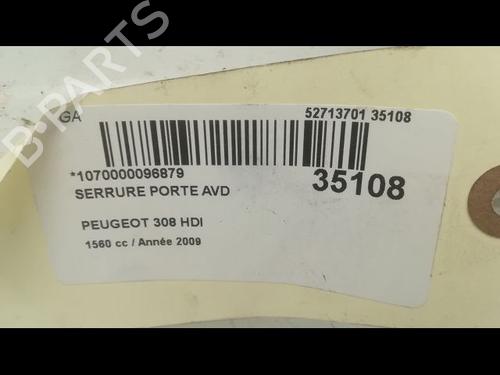 B-PARTS
GA
52713701 35108
*1070000096879
35108
SERRURE PORTE AVD
PEUGEOT 308 HDI
1560 cc / Année 2009